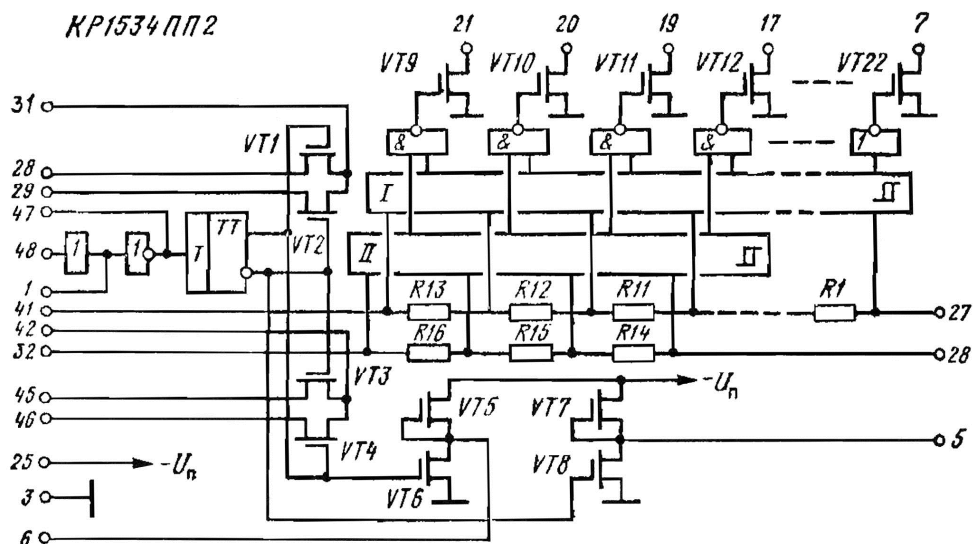 КР1534ПП2
21 20 19 17 7
VT9 VT10 VT11 VT12 VT22
31
VT1
& & & & 1
28
29
I
47
TT
VT2
48 1 1 T
II
1
41 R13 R12 R11 R1 27
42
R16 R15 R14
32 28
VT3
-Uп
45
VT5 VT7
46
5
VT4
VT8
25 -Uп
VT6
3
6